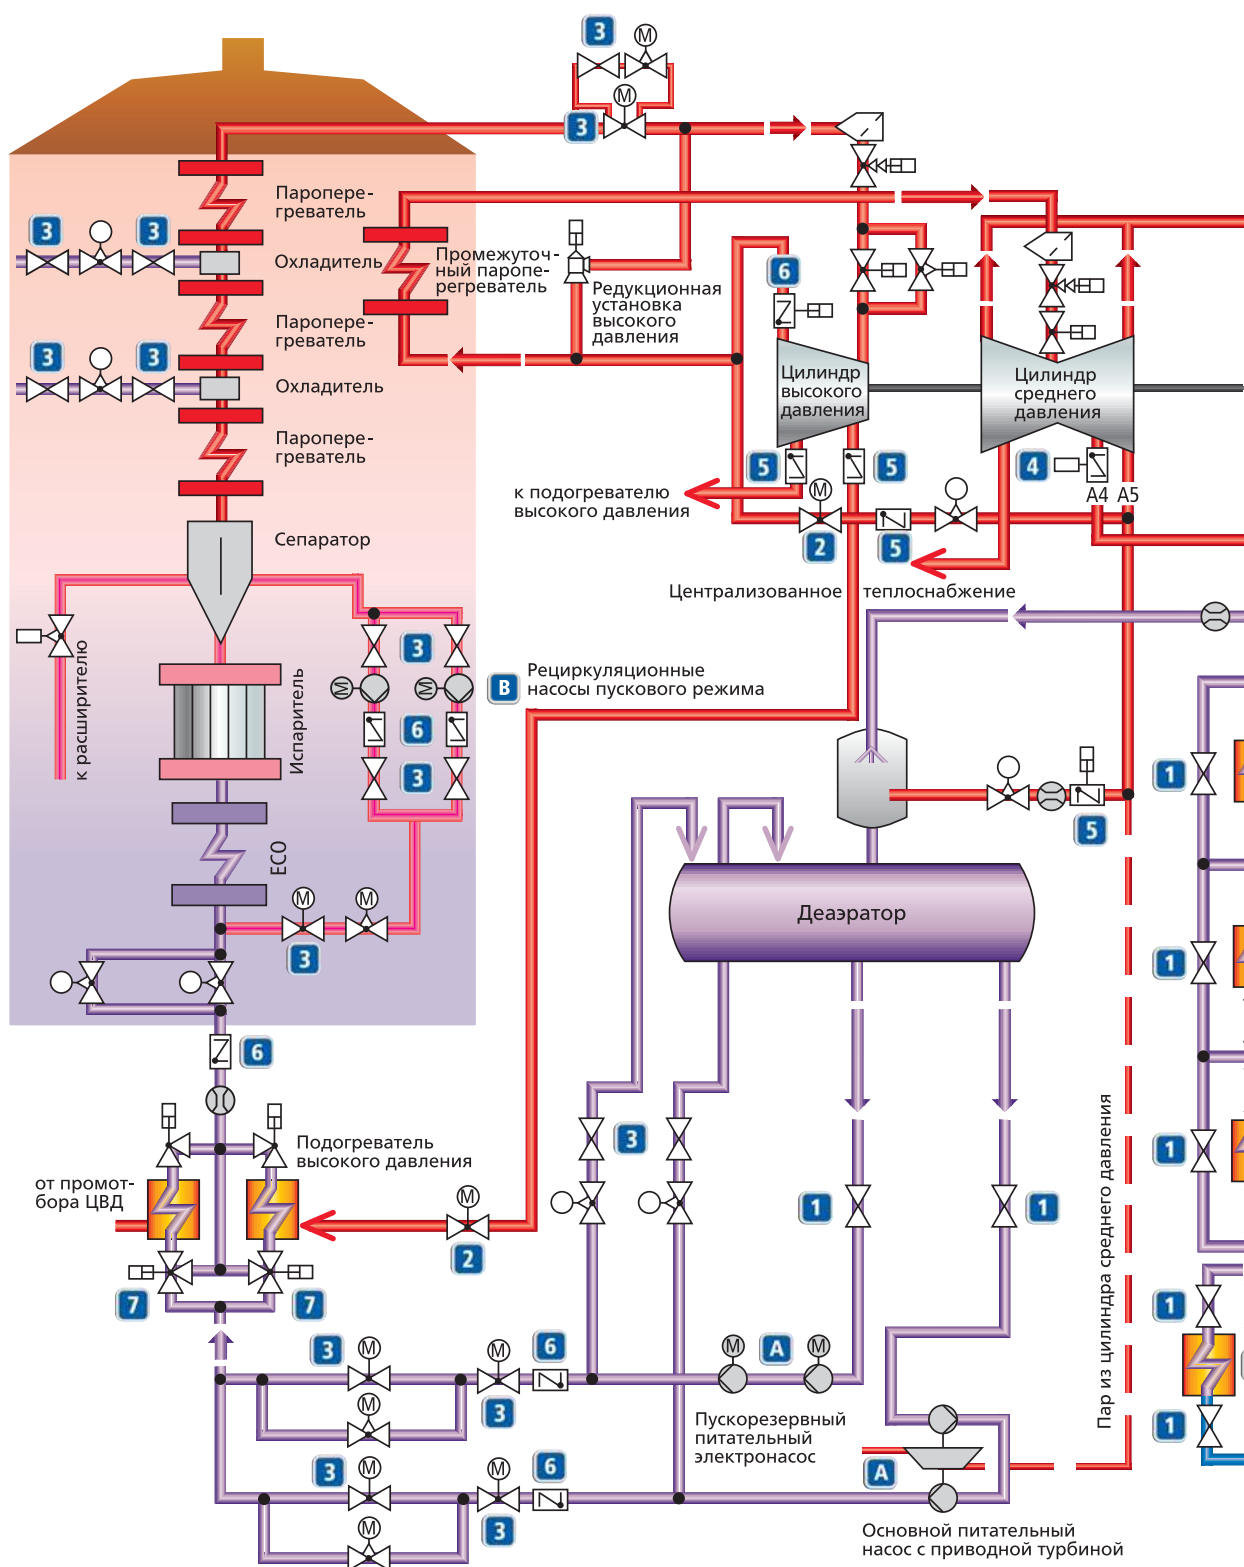 3
M
M
3
Паропере-
греватель
3
3
Охладитель
Промежуточ-
ный паропе-
регреватель
Редукционная
установка
высокого
давления
6
Паропере-
греватель
3
3
Охладитель
Цилиндр
высокого
давления
Цилиндр
среднего
давления
Паропере-
греватель
5
5
4
A4
A5
к подогревателю
высокого давления
M
2
5
Сепаратор
Централизованное теплоснабжение
к расширителю
Испаритель
3
M
M
B
Рециркуляционные
насосы пускового режима
6
3
1
5
ECO
M
M
3
Деаэратор
1
6
Подогреватель
высокого давления
3
1
от промот-
бора ЦВД
M
2
1
1
Пар из цилиндра среднего давления
7
7
1
3
M
M
6
3
M
M
A
M
1
Пускорезервный
питательный
электронасос
M
3
M
M
6
3
A
M
Основной питательный
насос с приводной турбиной